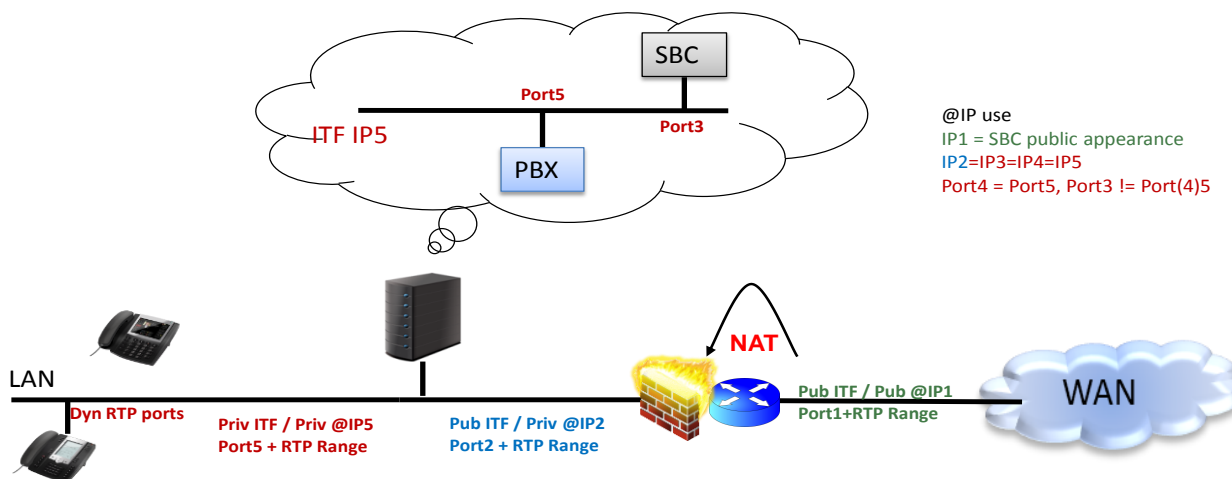 SBC
Port5
ITF IP5
Port3
PBX
@IP use
IP1 = SBC public appearance
IP2=IP3=IP4=IP5
Port4 = Port5, Port3 != Port(4)5
NAT
LAN
WAN
Dyn RTP ports
Priv ITF / Priv @IP5
Port5 + RTP Range
Pub ITF / Priv @IP2
Port2 + RTP Range
Pub ITF / Pub @IP1
Port1+RTP Range